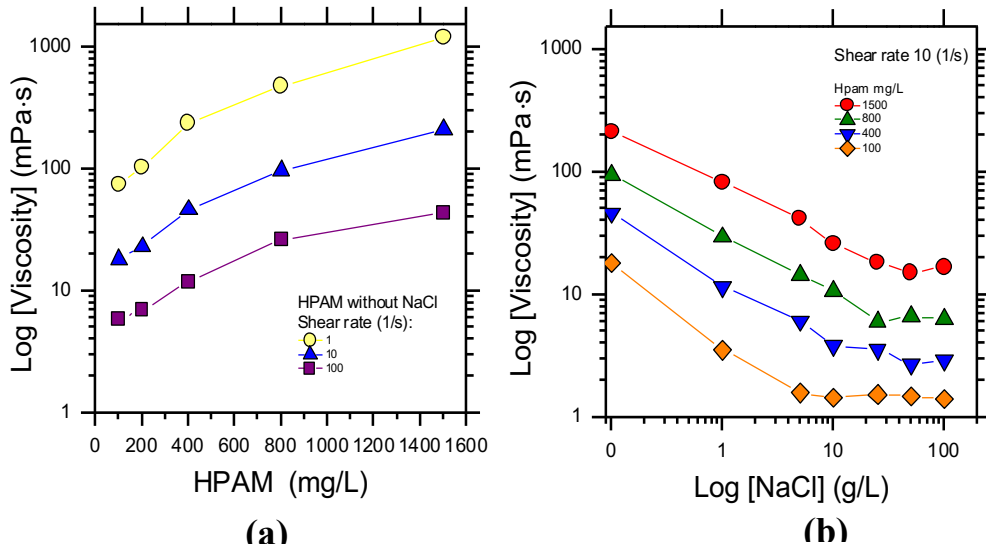 1000
100
10
1
Log [Viscosity] (mPa·s)
HPAM without NaCl
Shear rate (1/s):
1
10
100
0 200 400 600 800 1000 1200 1400 1600
HPAM (mg/L)
(a)
1000
100
10
1
Log [Viscosity] (mPa·s)
Shear rate 10 (1/s)
Hpam mg/L
1500
800
400
100
0 1 10 100
Log [NaCl] (g/L)
(b)